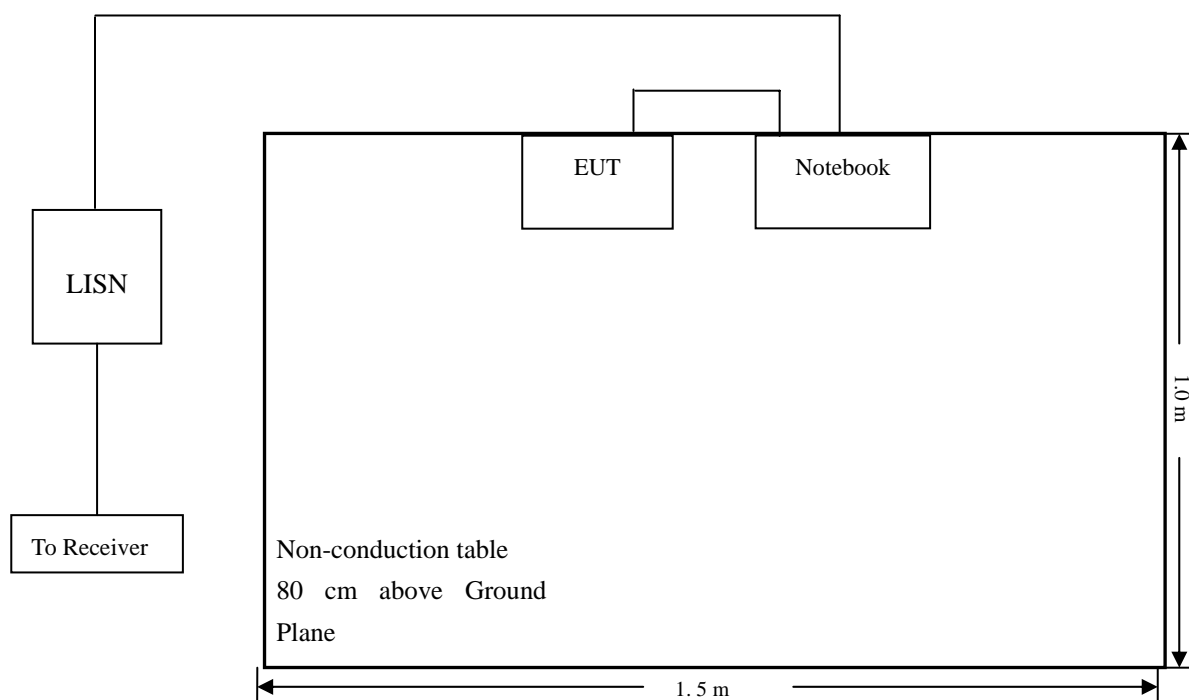 EUT
Notebook
LISN
1.0 m
To Receiver
Non-conduction table
80 cm above Ground
Plane
1. 5 m